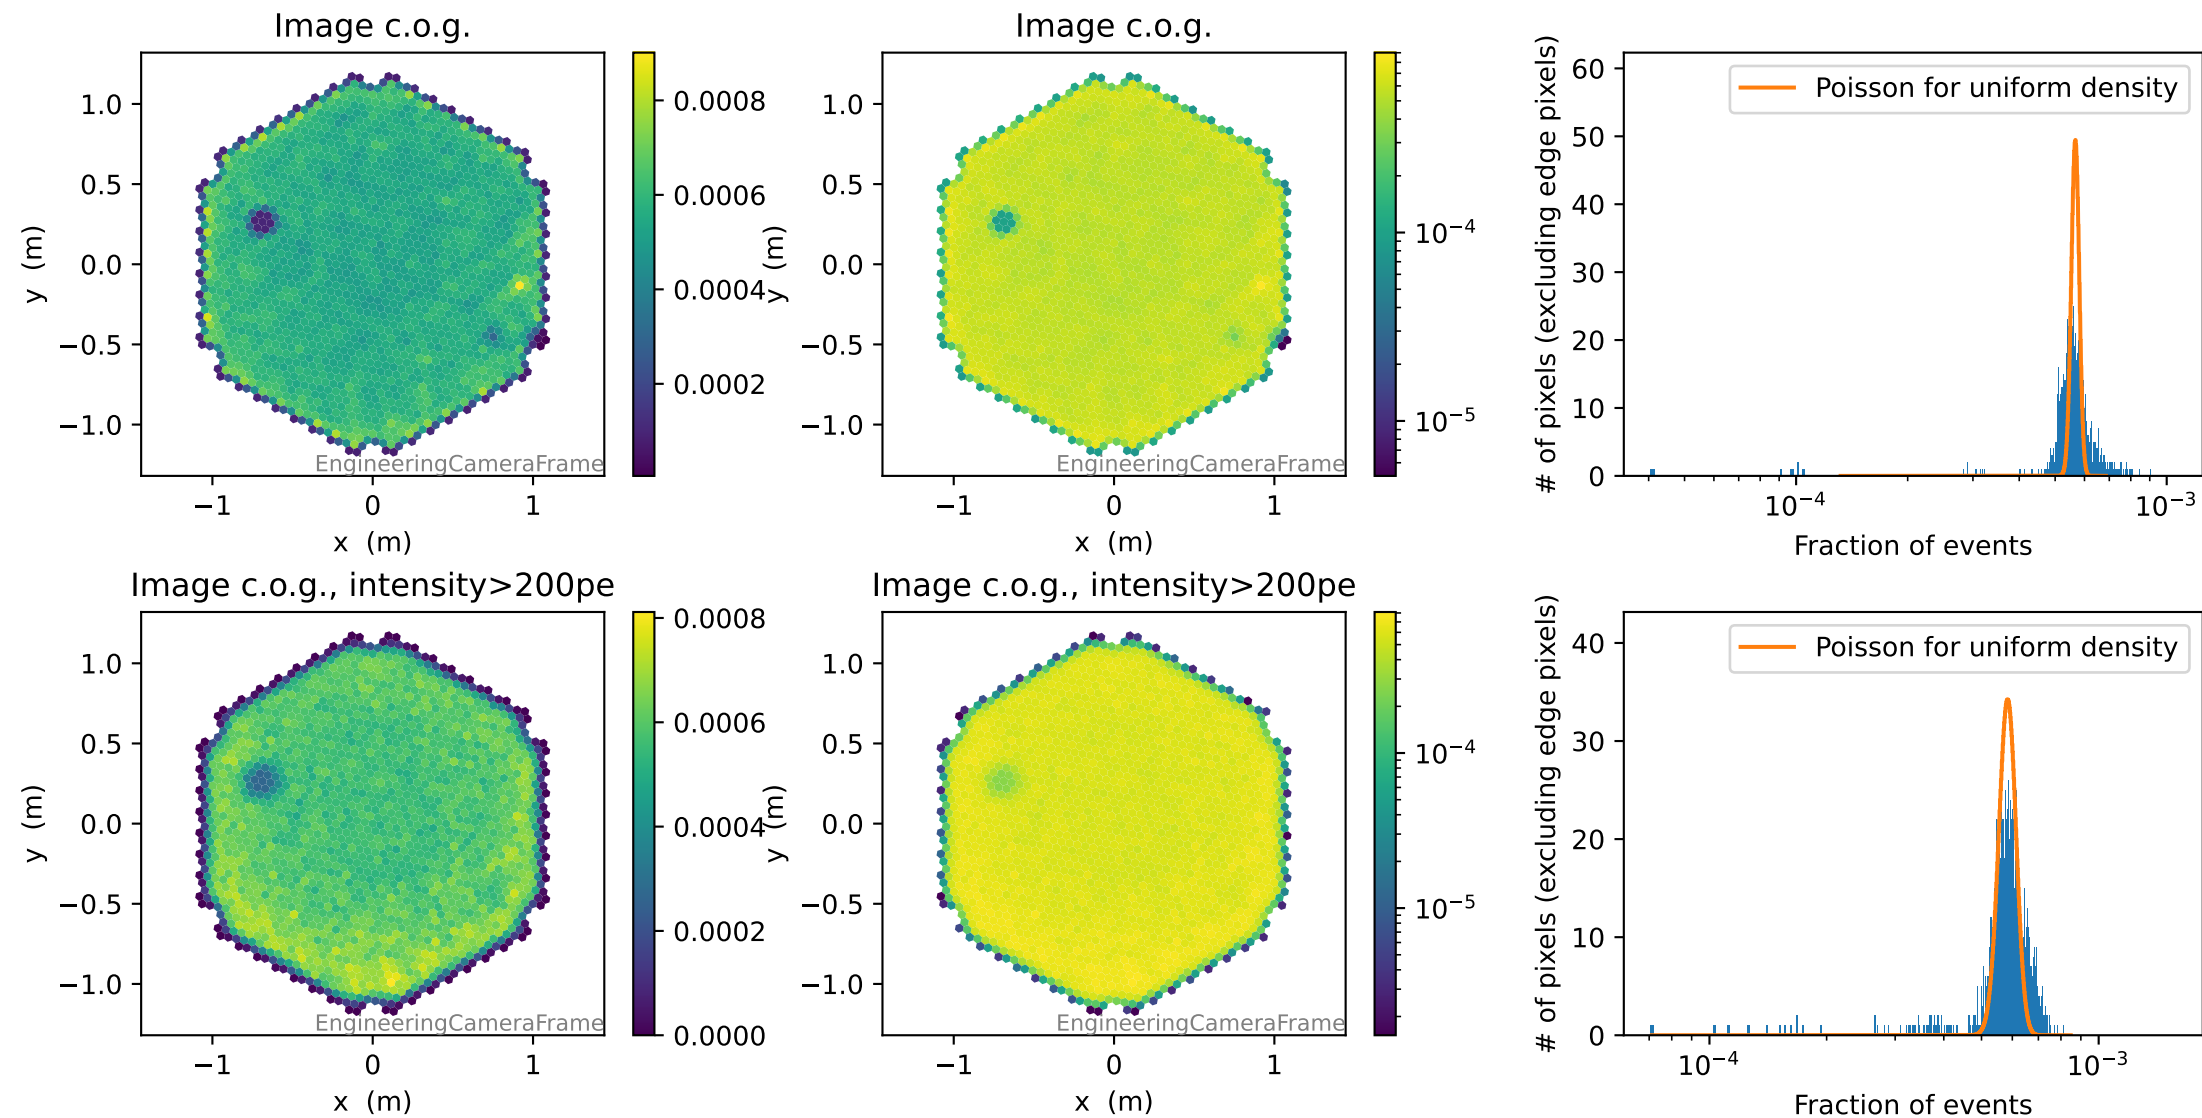 Image c.o.g.
1.0
0.5
0.0
−0.5
−1.0
y (m)
−1
0
1
x (m)
EngineeringCameraFrame
0.0008
0.0006
0.0004
0.0002
Image c.o.g.
1.0
0.5
0.0
−0.5
−1.0
y (m)
−1
0
1
x (m)
EngineeringCameraFrame
10⁻⁴
10⁻⁵
# of pixels (excluding edge pixels)
60
50
40
30
20
10
0
Poisson for uniform density
10⁻⁴
10⁻³
Fraction of events
Image c.o.g., intensity>200pe
1.0
0.5
0.0
−0.5
−1.0
y (m)
−1
0
1
x (m)
EngineeringCameraFrame
0.0008
0.0006
0.0004
0.0002
0.0000
Image c.o.g., intensity>200pe
1.0
0.5
0.0
−0.5
−1.0
y (m)
−1
0
1
x (m)
EngineeringCameraFrame
10⁻⁴
10⁻⁵
# of pixels (excluding edge pixels)
40
30
20
10
0
Poisson for uniform density
10⁻⁴
10⁻³
Fraction of events